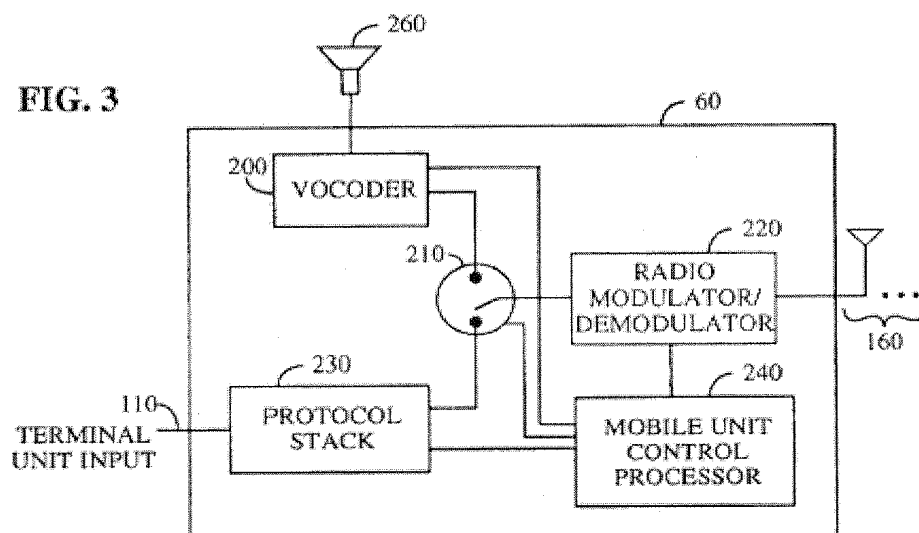 260
FIG. 3
60
200
VOCODER
210
220
RADIO
MODULATOR/
DEMODULATOR
160
230
240
110
PROTOCOL
STACK
TERMINAL
UNIT INPUT
MOBILE UNIT
CONTROL
PROCESSOR